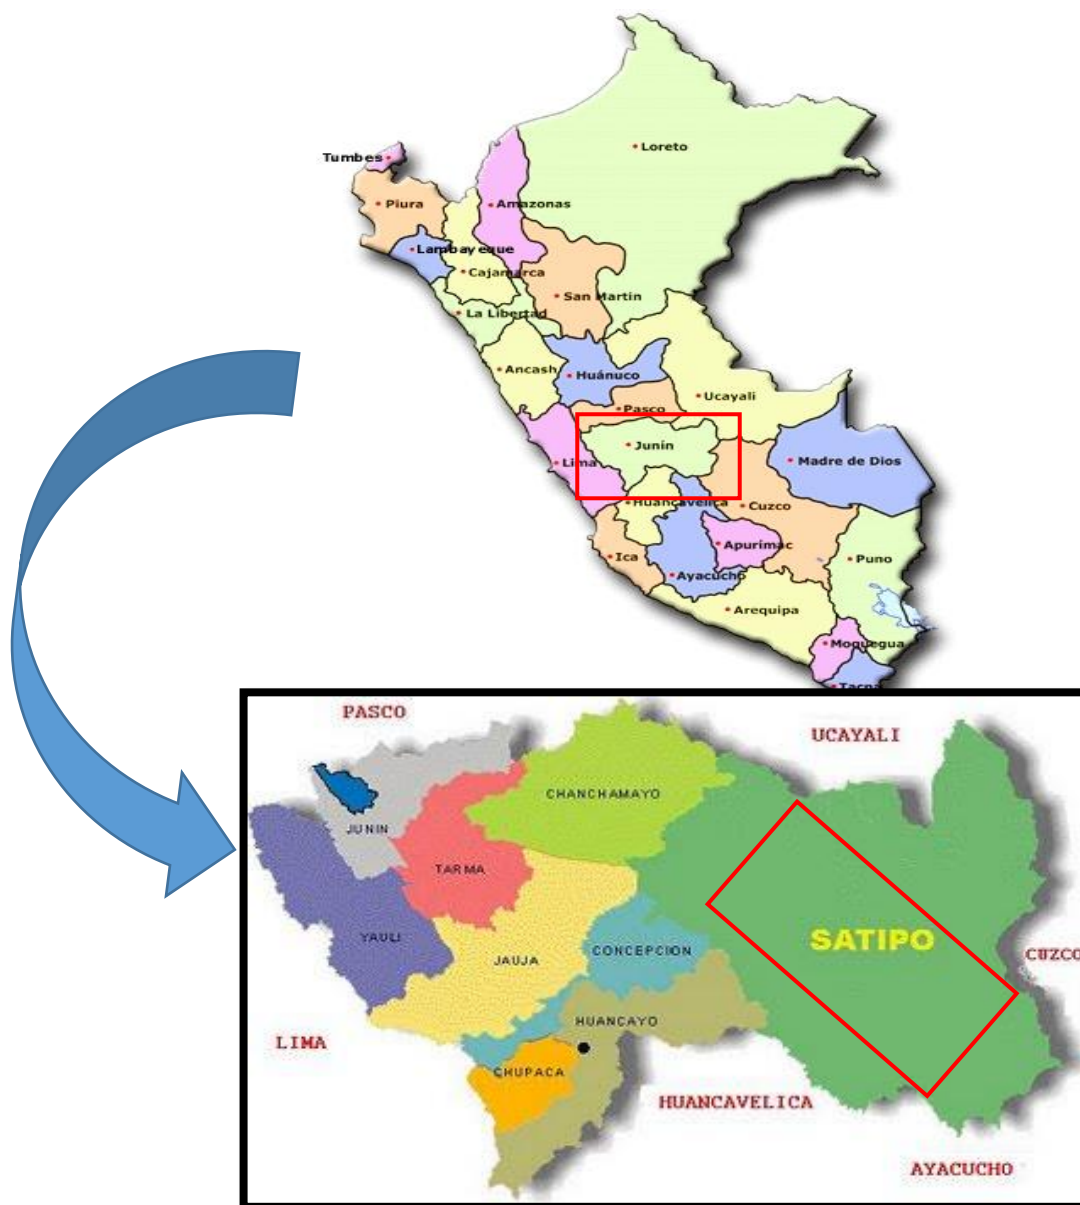 Loreto
Tumbes
Piura
Amazonas
Lambayeque
Cajamarca
San Martin
La Libertad
Ancash
Huánuco
Ucayali
Pasco
Junín
Lima
Madre de Dios
Huancavelica
Cuzco
Apurímac
Ica
Puno
Ayacucho
Arequipa
Moquegua
Tacna
PASCO
UCAYALI
CHANCHAMAYO
JUNIN
TARMA
YAULI
SATIPO
CONCEPCION
CUZCO
JAUJA
HUANCAYO
LIMA
CHUPACA
HUANCAVELICA
AYACUCHO